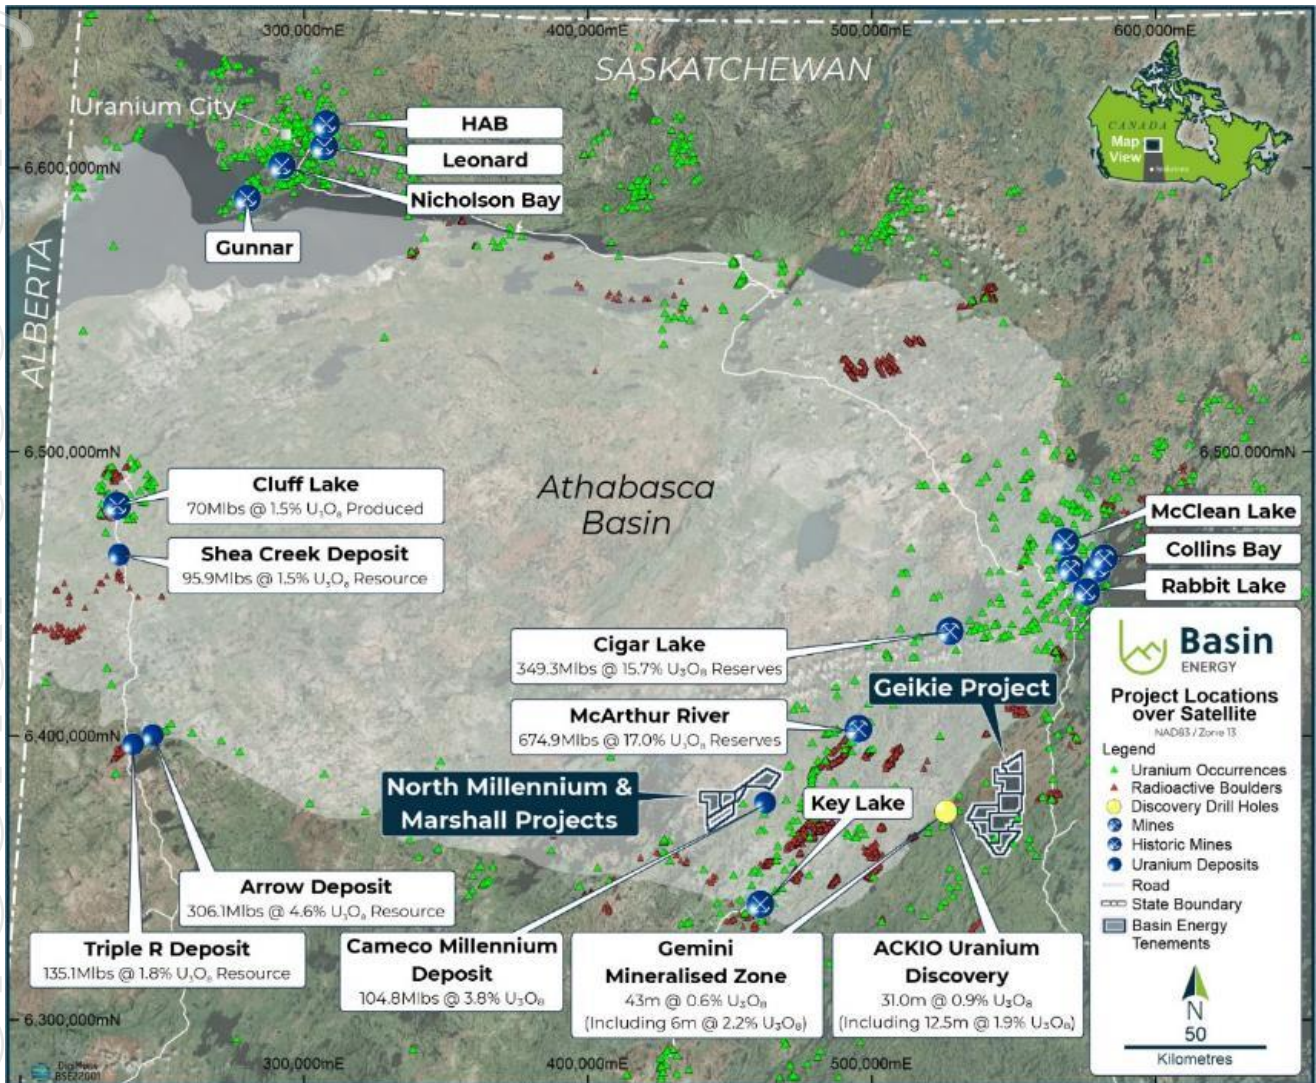 300,000mE
400,000mE
500,000mE
600,000mE
SASKATCHEWAN
Uranium City
HAB
Leonard
Nicholson Bay
Gunnar
6,600,000mN
CANADA
Map
View
ALBERTA
6,500,000mN
6,500,000mN
Cluff Lake
70Mlbs @ 1.5% U₃O₈ Produced
Shea Creek Deposit
95.9Mlbs @ 1.5% U₃O₈ Resource
Athabasca
Basin
McClean Lake
Collins Bay
Rabbit Lake
Cigar Lake
349.3Mlbs @ 15.7% U₃O₈ Reserves
Geikie Project
McArthur River
674.9Mlbs @ 17.0% U₃O₈ Reserves
6,400,000mN
North Millennium &
Marshall Projects
Key Lake
Arrow Deposit
306.1Mlbs @ 4.6% U₃O₈ Resource
Triple R Deposit
135.1Mlbs @ 1.8% U₃O₈ Resource
Cameco Millennium
Deposit
104.8Mlbs @ 3.8% U₃O₈
Gemini
Mineralised Zone
43m @ 0.6% U₃O₈
(Including 6m @ 2.2% U₃O₈)
ACKIO Uranium
Discovery
31.0m @ 0.9% U₃O₈
(Including 12.5m @ 1.9% U₃O₈)
6,300,000mN
300,000mE
400,000mE
500,000mE
Basin
ENERGY
Project Locations
over Satellite
NAD83 / Zone 13
Legend
Uranium Occurrences
Radioactive Boulders
Discovery Drill Holes
Mines
Historic Mines
Uranium Deposits
Road
State Boundary
Basin Energy
Tenements
N
50
Kilometres